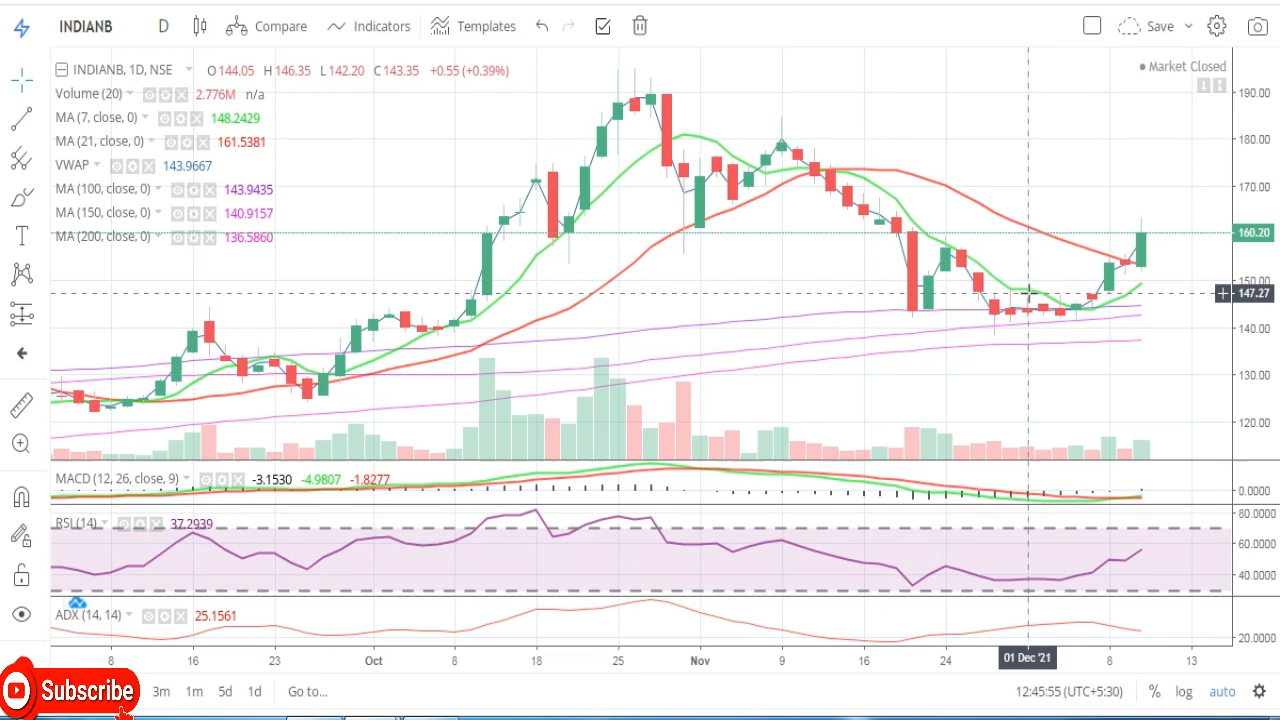 INDIANB D Compare Indicators Templates Save
INDIANB, 1D, NSE O 144.05 H 146.35 L 142.20 C 143.35 +0.55 (+0.39%)
Market Closed
Volume (20) 2.776M n/a
MA (7, close, 0) 148.2429
MA (21, close, 0) 161.5381
VWAP 143.9667
MA (100, close, 0) 143.9435
MA (150, close, 0) 140.9157
MA (200, close, 0) 136.5860
190.00
180.00
170.00
160.20
150.00
147.27
140.00
130.00
120.00
MACD (12, 26, close, 9) -3.1530 -4.9807 -1.8277
0.0000
RSI (14) 37.2939
80.0000
60.0000
40.0000
ADX (14, 14) 25.1561
20.0000
8 16 23 Oct 8 18 25 Nov 9 16 24 01 Dec '21 8 13
Subscribe
3m 1m 5d 1d Go to...
12:45:55 (UTC+5:30) % log auto